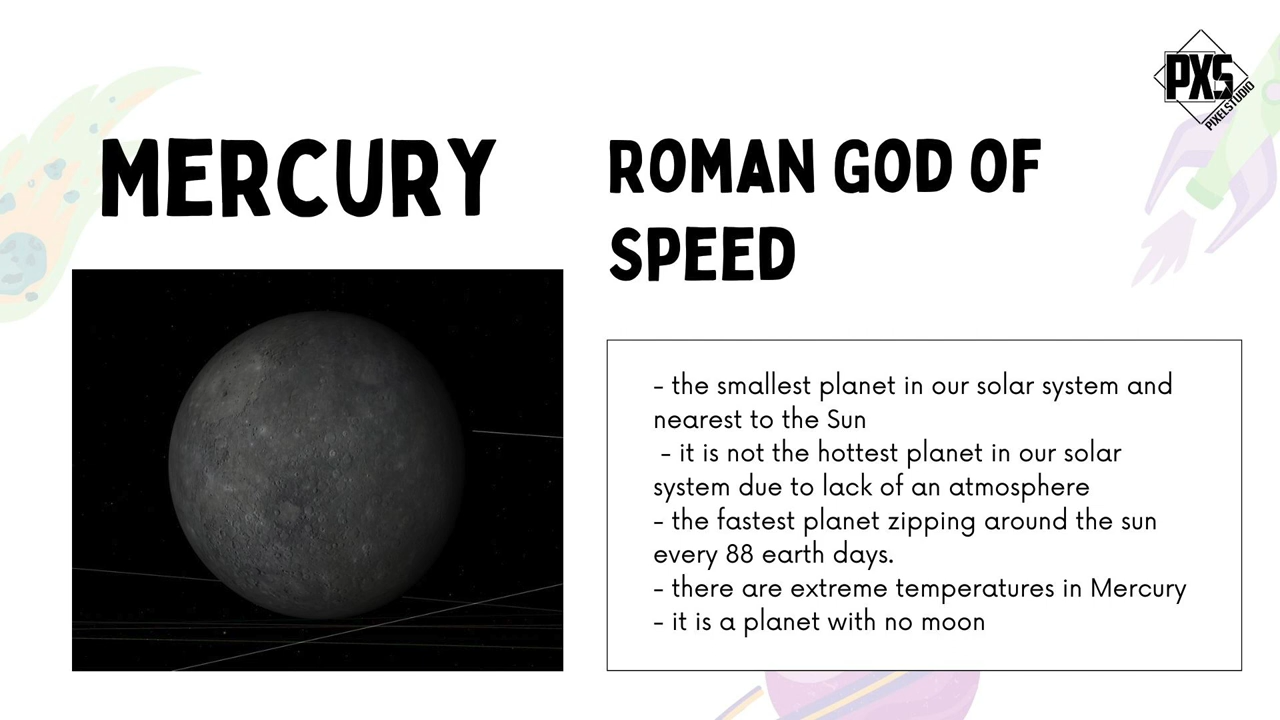 PXS
PIXELSTUDIO
MERCURY
ROMAN GOD OF
SPEED
- the smallest planet in our solar system and
nearest to the Sun
- it is not the hottest planet in our solar
system due to lack of an atmosphere
- the fastest planet zipping around the sun
every 88 earth days.
- there are extreme temperatures in Mercury
- it is a planet with no moon